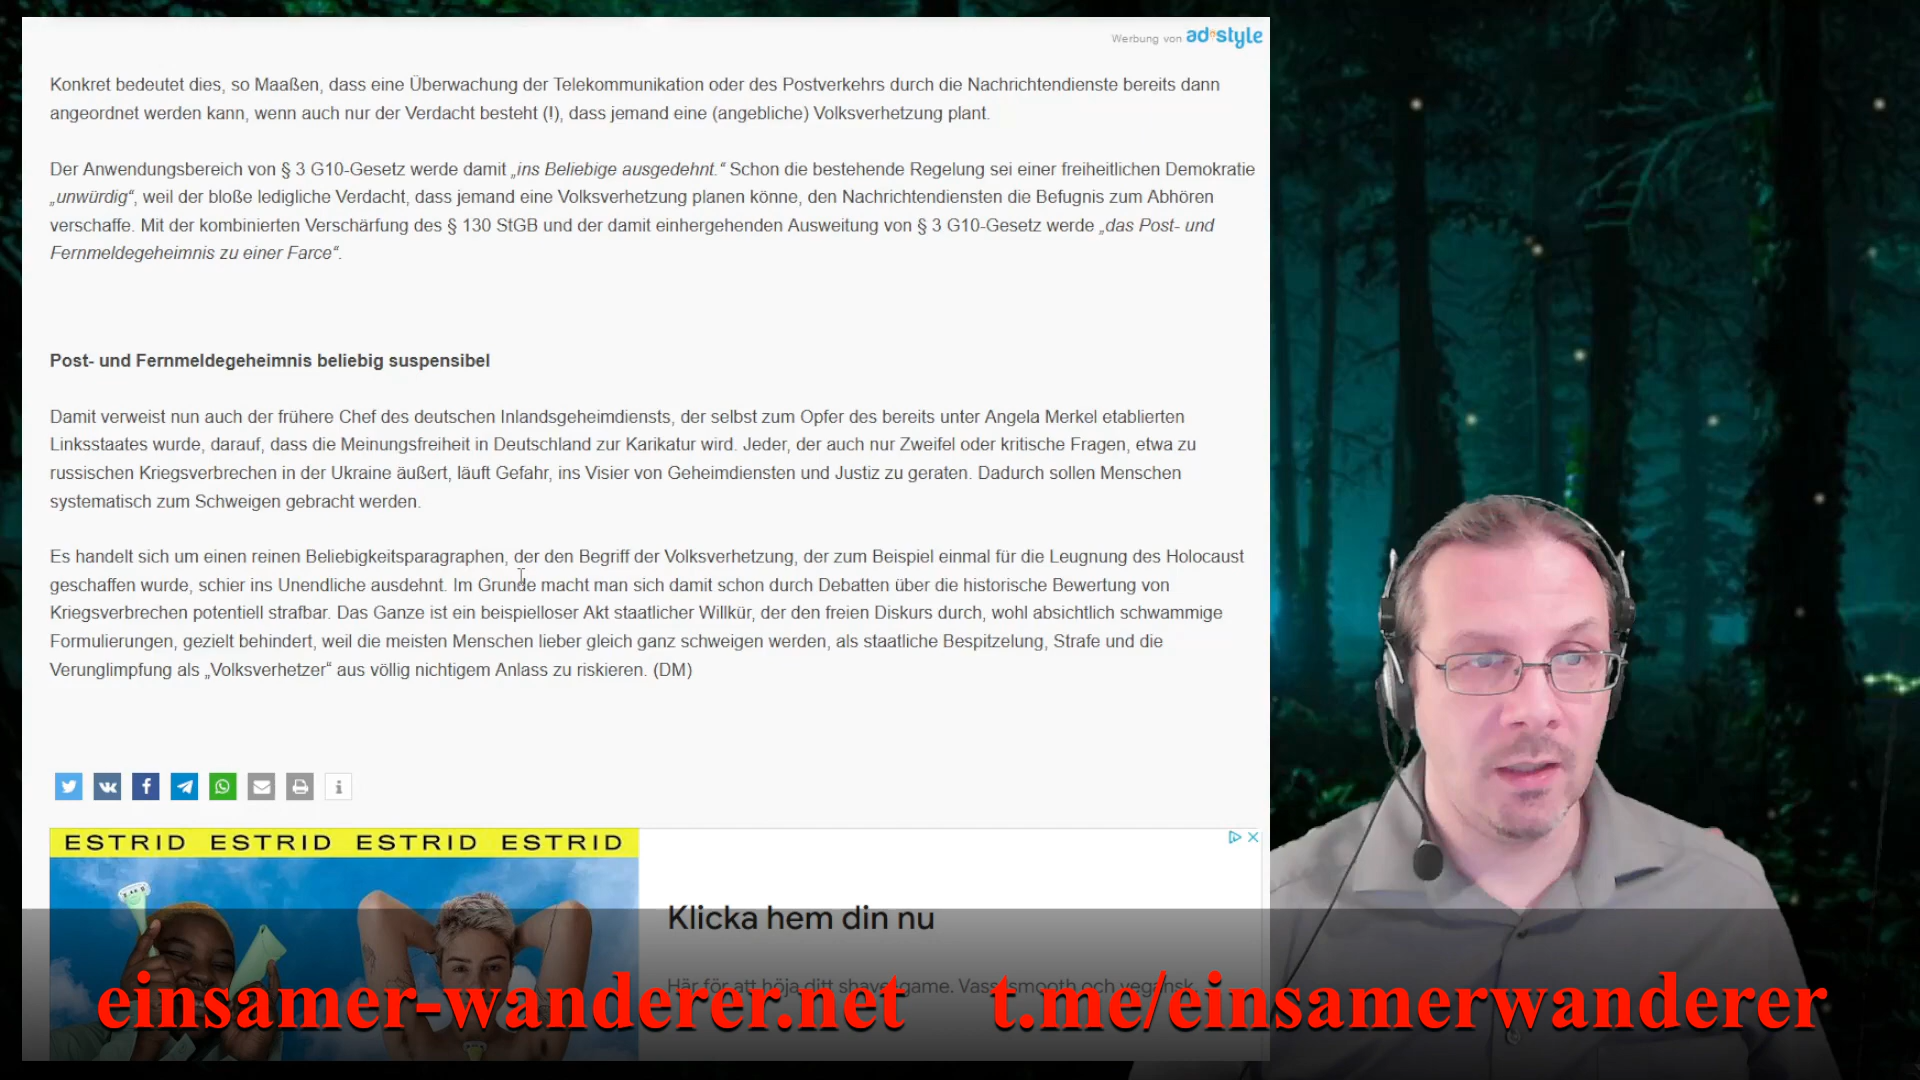 Werbung von ad style
Konkret bedeutet dies, so Maaßen, dass eine Überwachung der Telekommunikation oder des Postverkehrs durch die Nachrichtendienste bereits dann
angeordnet werden kann, wenn auch nur der Verdacht besteht (!), dass jemand eine (angebliche) Volksverhetzung plant.
Der Anwendungsbereich von § 3 G10-Gesetz werde damit „ins Beliebige ausgedehnt.“ Schon die bestehende Regelung sei einer freiheitlichen Demokratie
„unwürdig“, weil der bloße ledigliche Verdacht, dass jemand eine Volksverhetzung planen könne, den Nachrichtendiensten die Befugnis zum Abhören
verschaffe. Mit der kombinierten Verschärfung des § 130 StGB und der damit einhergehenden Ausweitung von § 3 G10-Gesetz werde „das Post- und
Fernmeldegeheimnis zu einer Farce“.
Post- und Fernmeldegeheimnis beliebig suspensibel
Damit verweist nun auch der frühere Chef des deutschen Inlandsgeheimdiensts, der selbst zum Opfer des bereits unter Angela Merkel etablierten
Linksstaates wurde, darauf, dass die Meinungsfreiheit in Deutschland zur Karikatur wird. Jeder, der auch nur Zweifel oder kritische Fragen, etwa zu
russischen Kriegsverbrechen in der Ukraine äußert, läuft Gefahr, ins Visier von Geheimdiensten und Justiz zu geraten. Dadurch sollen Menschen
systematisch zum Schweigen gebracht werden.
Es handelt sich um einen reinen Beliebigkeitsparagraphen, der den Begriff der Volksverhetzung, der zum Beispiel einmal für die Leugnung des Holocaust
geschaffen wurde, schier ins Unendliche ausdehnt. Im Grunde macht man sich damit schon durch Debatten über die historische Bewertung von
Kriegsverbrechen potentiell strafbar. Das Ganze ist ein beispielloser Akt staatlicher Willkür, der den freien Diskurs durch, wohl absichtlich schwammige
Formulierungen, gezielt behindert, weil die meisten Menschen lieber gleich ganz schweigen werden, als staatliche Bespitzelung, Strafe und die
Verunglimpfung als „Volksverhetzer“ aus völlig nichtigem Anlass zu riskieren. (DM)
ESTRID ESTRID ESTRID ESTRID
Klicka hem din nu
Här för att höja ditt shave-game. Vass, smooth och vegansk.
einsamer-wanderer.net t.me/einsamerwanderer